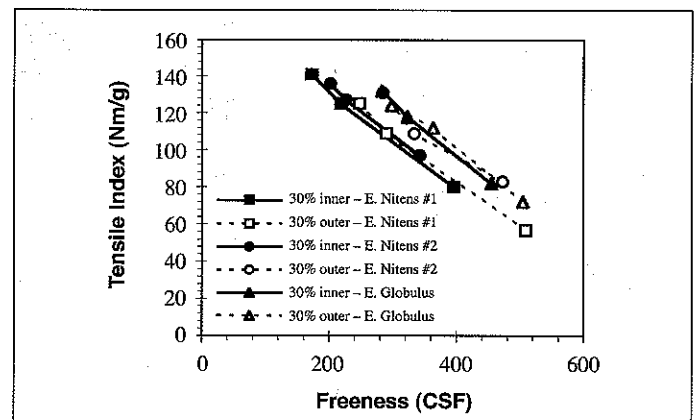 160
140
120
100
80
60
40
20
0
Tensile Index (Nm/g)
30% inner – E. Nitens #1
30% outer – E. Nitens #1
30% inner – E. Nitens #2
30% outer – E. Nitens #2
30% inner – E. Globulus
30% outer – E. Globulus
0 200 400 600
Freeness (CSF)